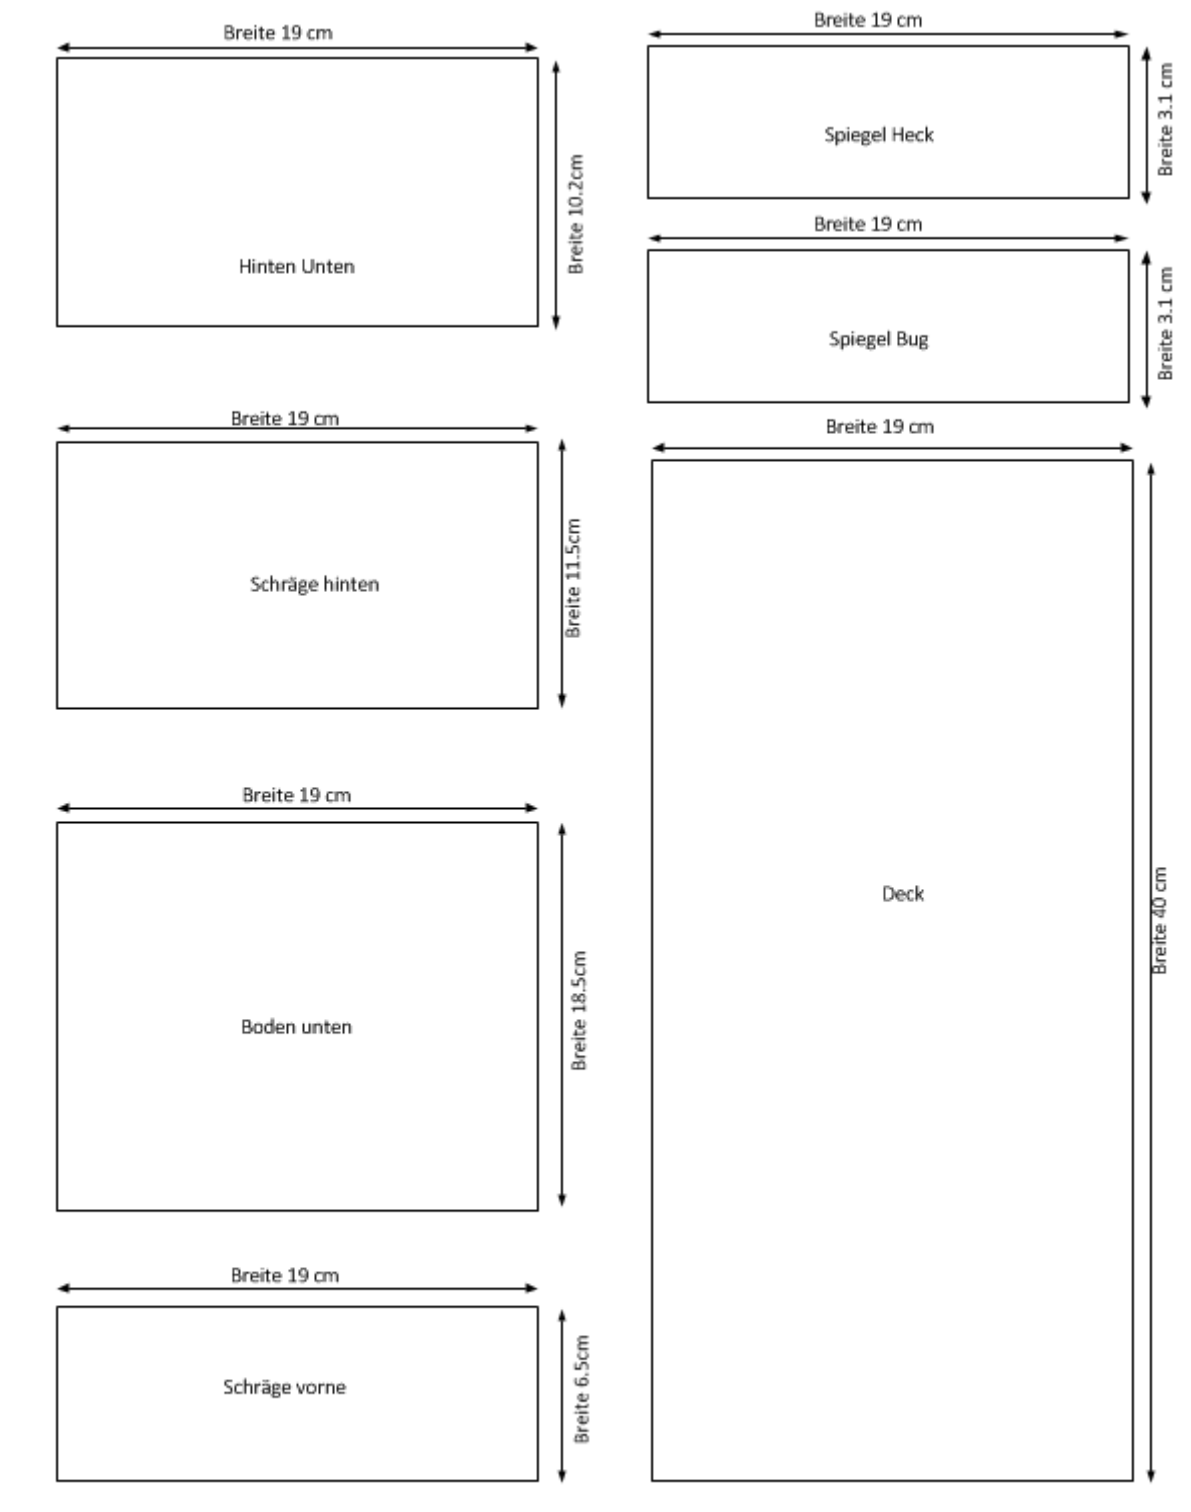 Breite 19 cm
Breite 10.2cm
Hinten Unten
Breite 19 cm
Breite 11.5cm
Schräge hinten
Breite 19 cm
Breite 18.5cm
Boden unten
Breite 19 cm
Breite 6.5cm
Schräge vorne
Breite 19 cm
Breite 3.1 cm
Spiegel Heck
Breite 19 cm
Breite 3.1 cm
Spiegel Bug
Breite 19 cm
Deck
Breite 40 cm